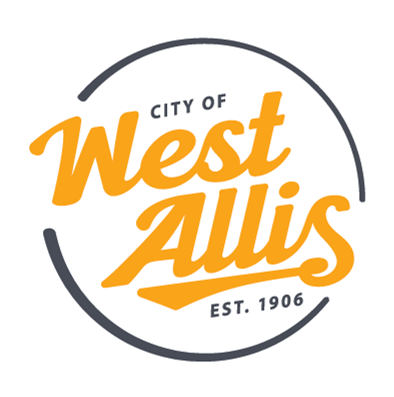 CITY OF
West
Allis
EST. 1906